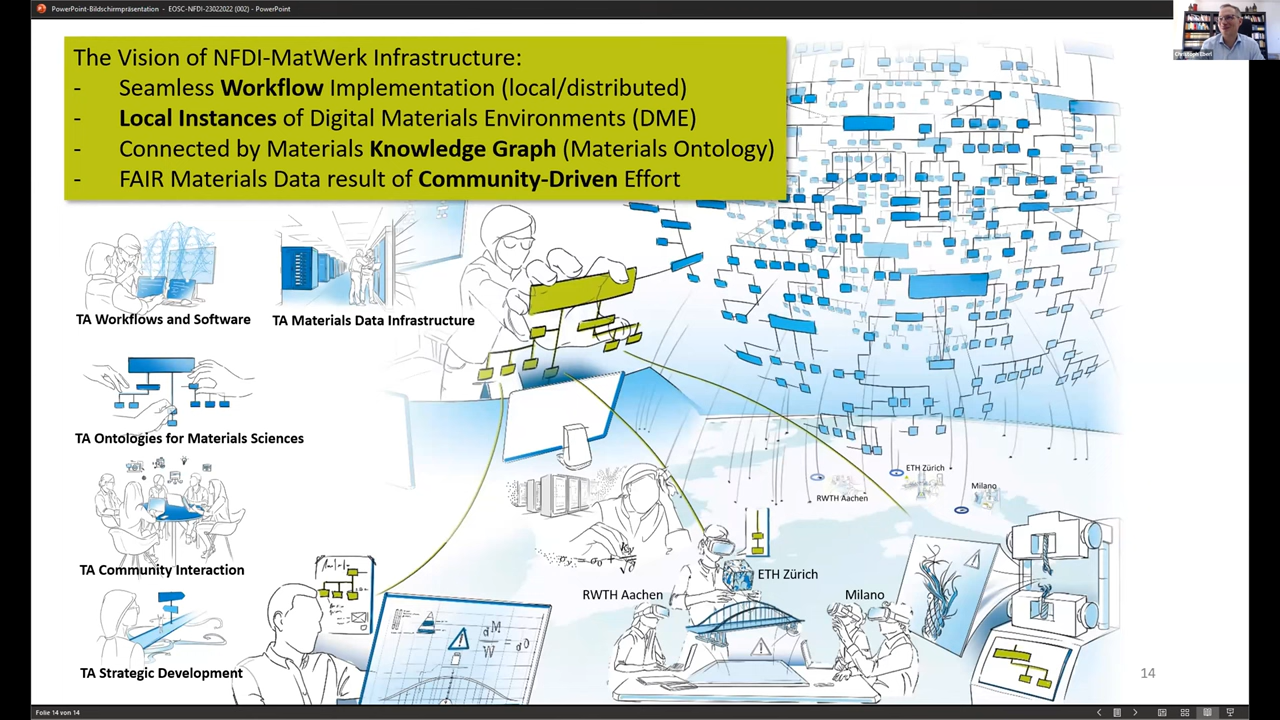 PowerPoint-Bildschirmpräsentation - EOSC-NFDI-23022022 (002) - PowerPoint
The Vision of NFDI-MatWerk Infrastructure:
- Seamless Workflow Implementation (local/distributed)
- Local Instances of Digital Materials Environments (DME)
- Connected by Materials Knowledge Graph (Materials Ontology)
- FAIR Materials Data result of Community-Driven Effort
TA Workflows and Software
TA Materials Data Infrastructure
TA Ontologies for Materials Sciences
TA Community Interaction
TA Strategic Development
RWTH Aachen
ETH Zürich
Milano
RWTH Aachen
ETH Zürich
Milano
14
Folie 14 von 14